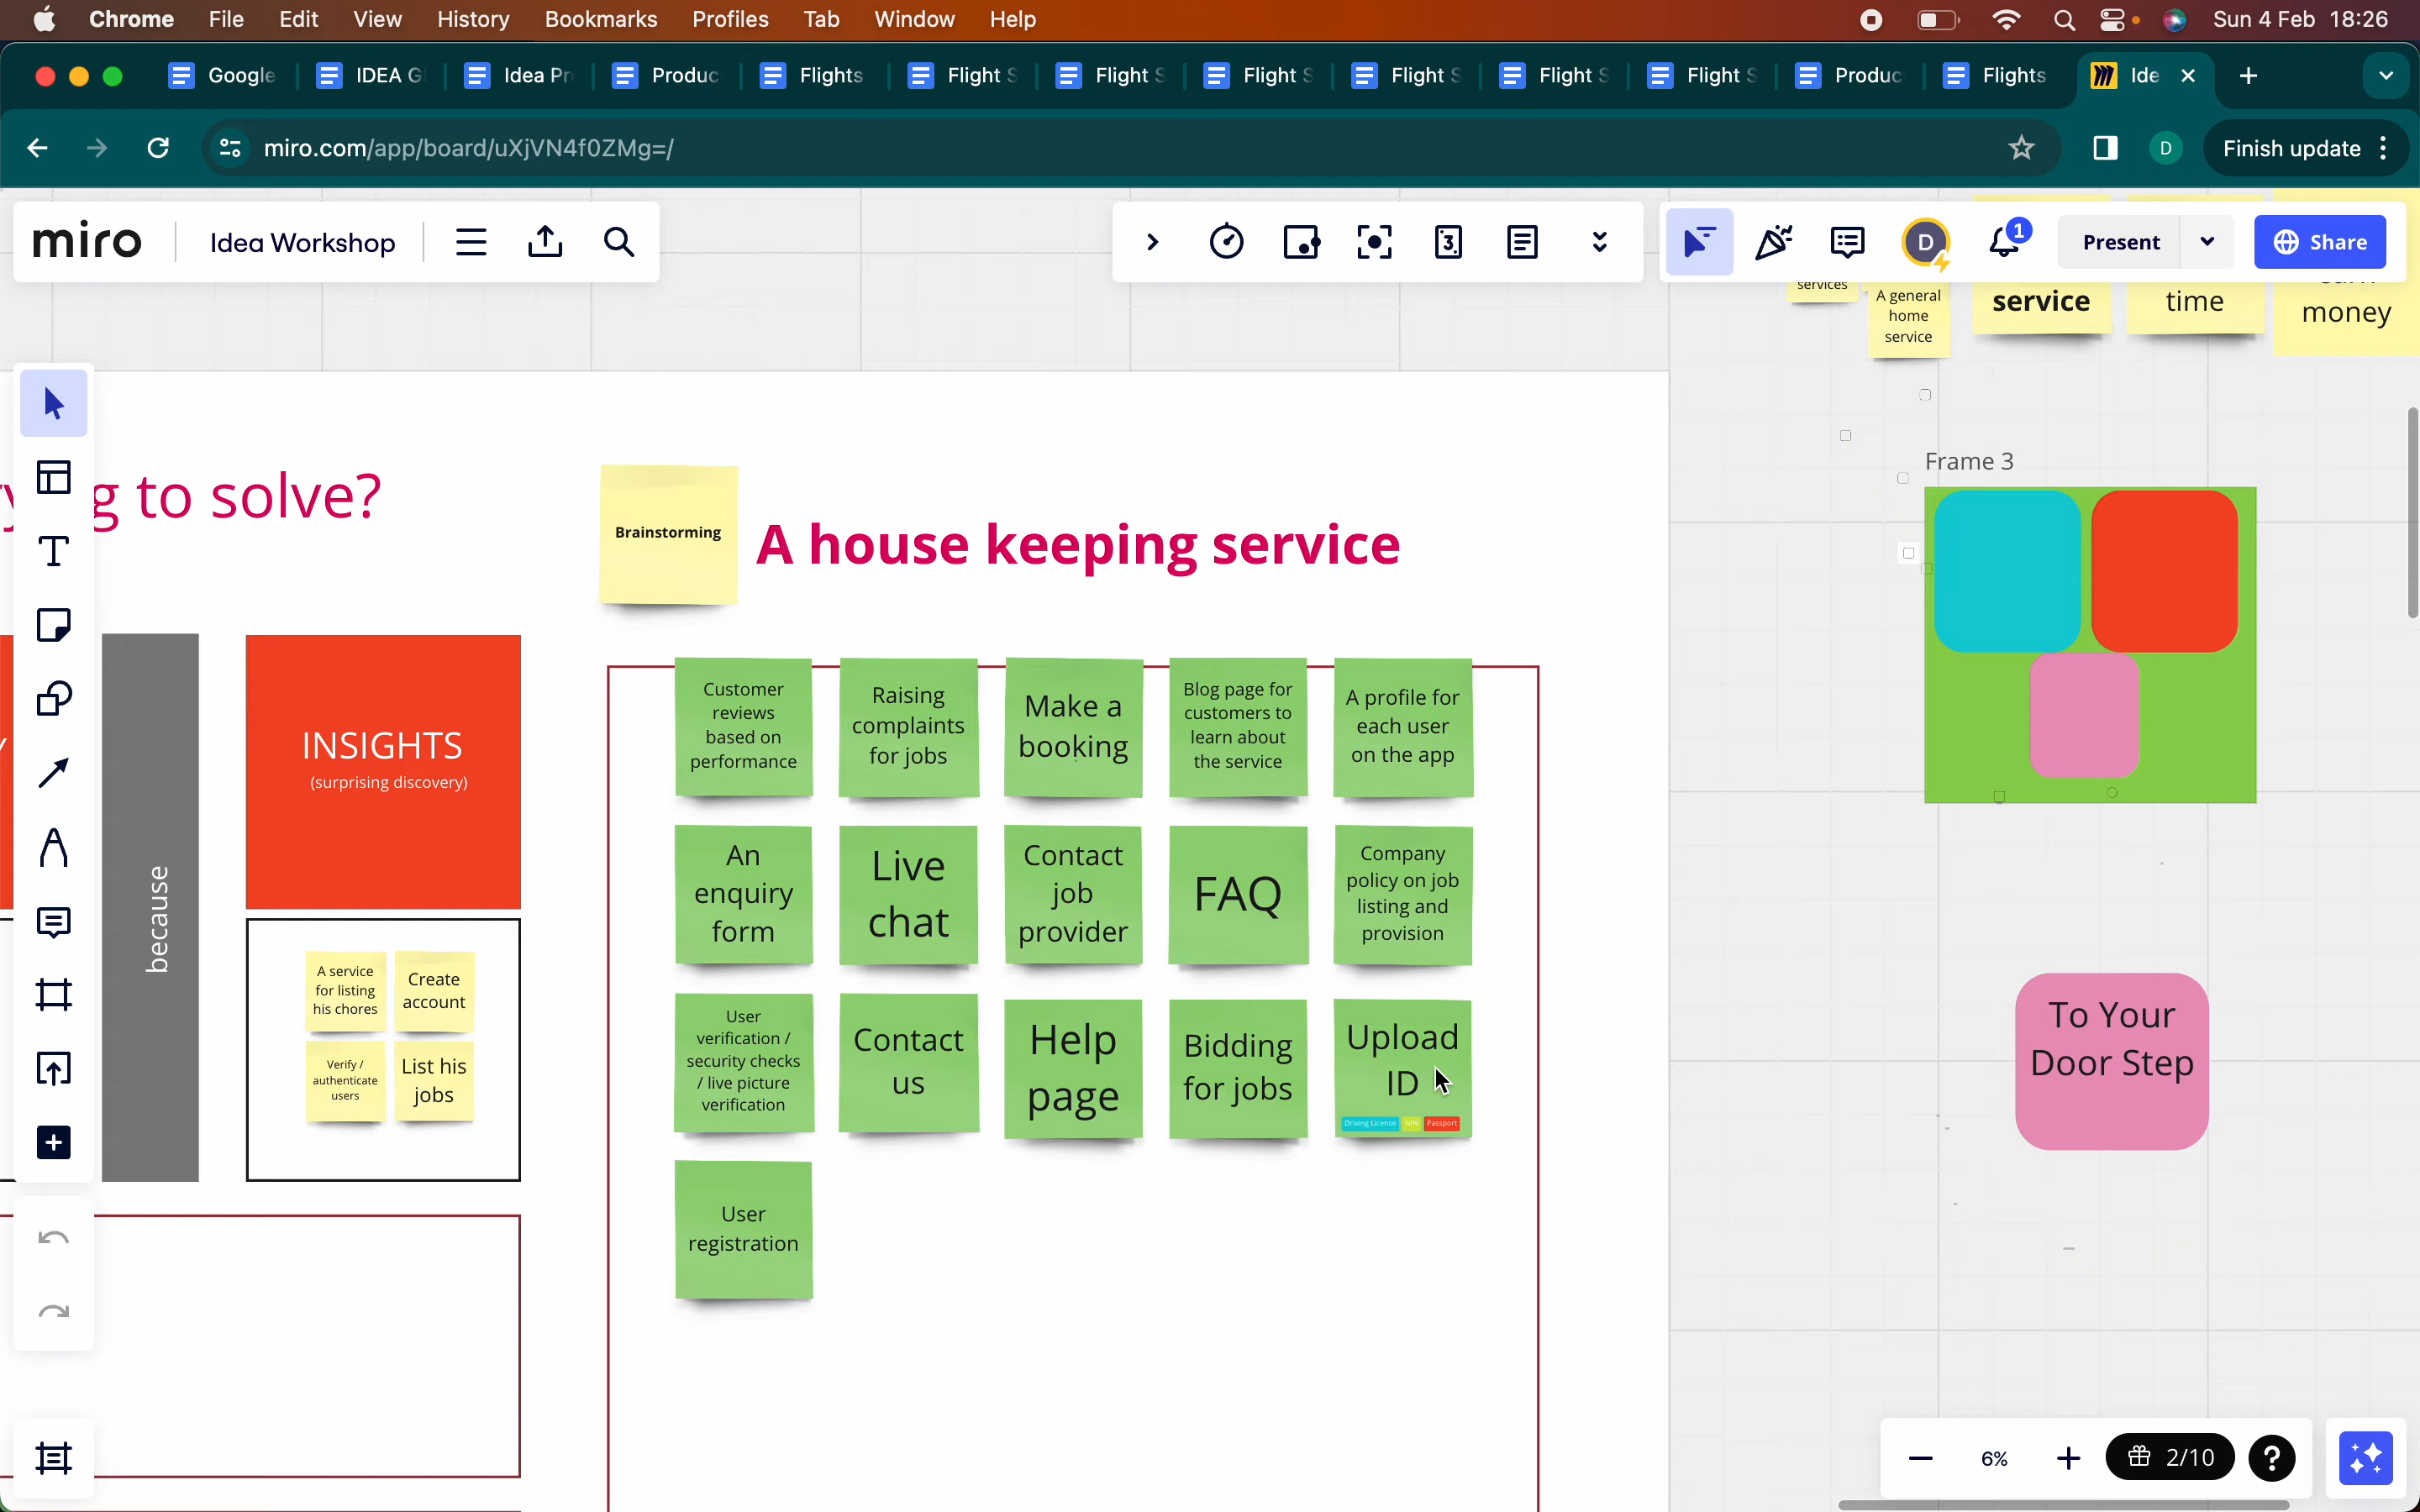 Chrome File Edit View History Bookmarks Profiles Tab Window Help Sun 4 Feb 18:26
Google IDEA Idea Produc Flights Flight S Flight S Flight S Flight S Flight S Flight S Produc Flights Ide
miro.com/app/board/uXjVN4f0ZMg=/ D Finish update
miro Idea Workshop D 1 Present Share
services
A general
home
service
service
time
money
g to solve?
Brainstorming
A house keeping service
Frame 3
because
INSIGHTS
(surprising discovery)
A service
for listing
his chores
Create
account
Verify /
authenticate
users
List his
jobs
Customer
reviews
based on
performance
Raising
complaints
for jobs
Make a
booking
Blog page for
customers to
learn about
the service
A profile for
each user
on the app
An
enquiry
form
Live
chat
Contact
job
provider
FAQ
Company
policy on job
listing and
provision
User
verification /
security checks
/ live picture
verification
Contact
us
Help
page
Bidding
for jobs
Upload
ID
Driving License NIN Passport
User
registration
To Your
Door Step
6% 2/10 ?